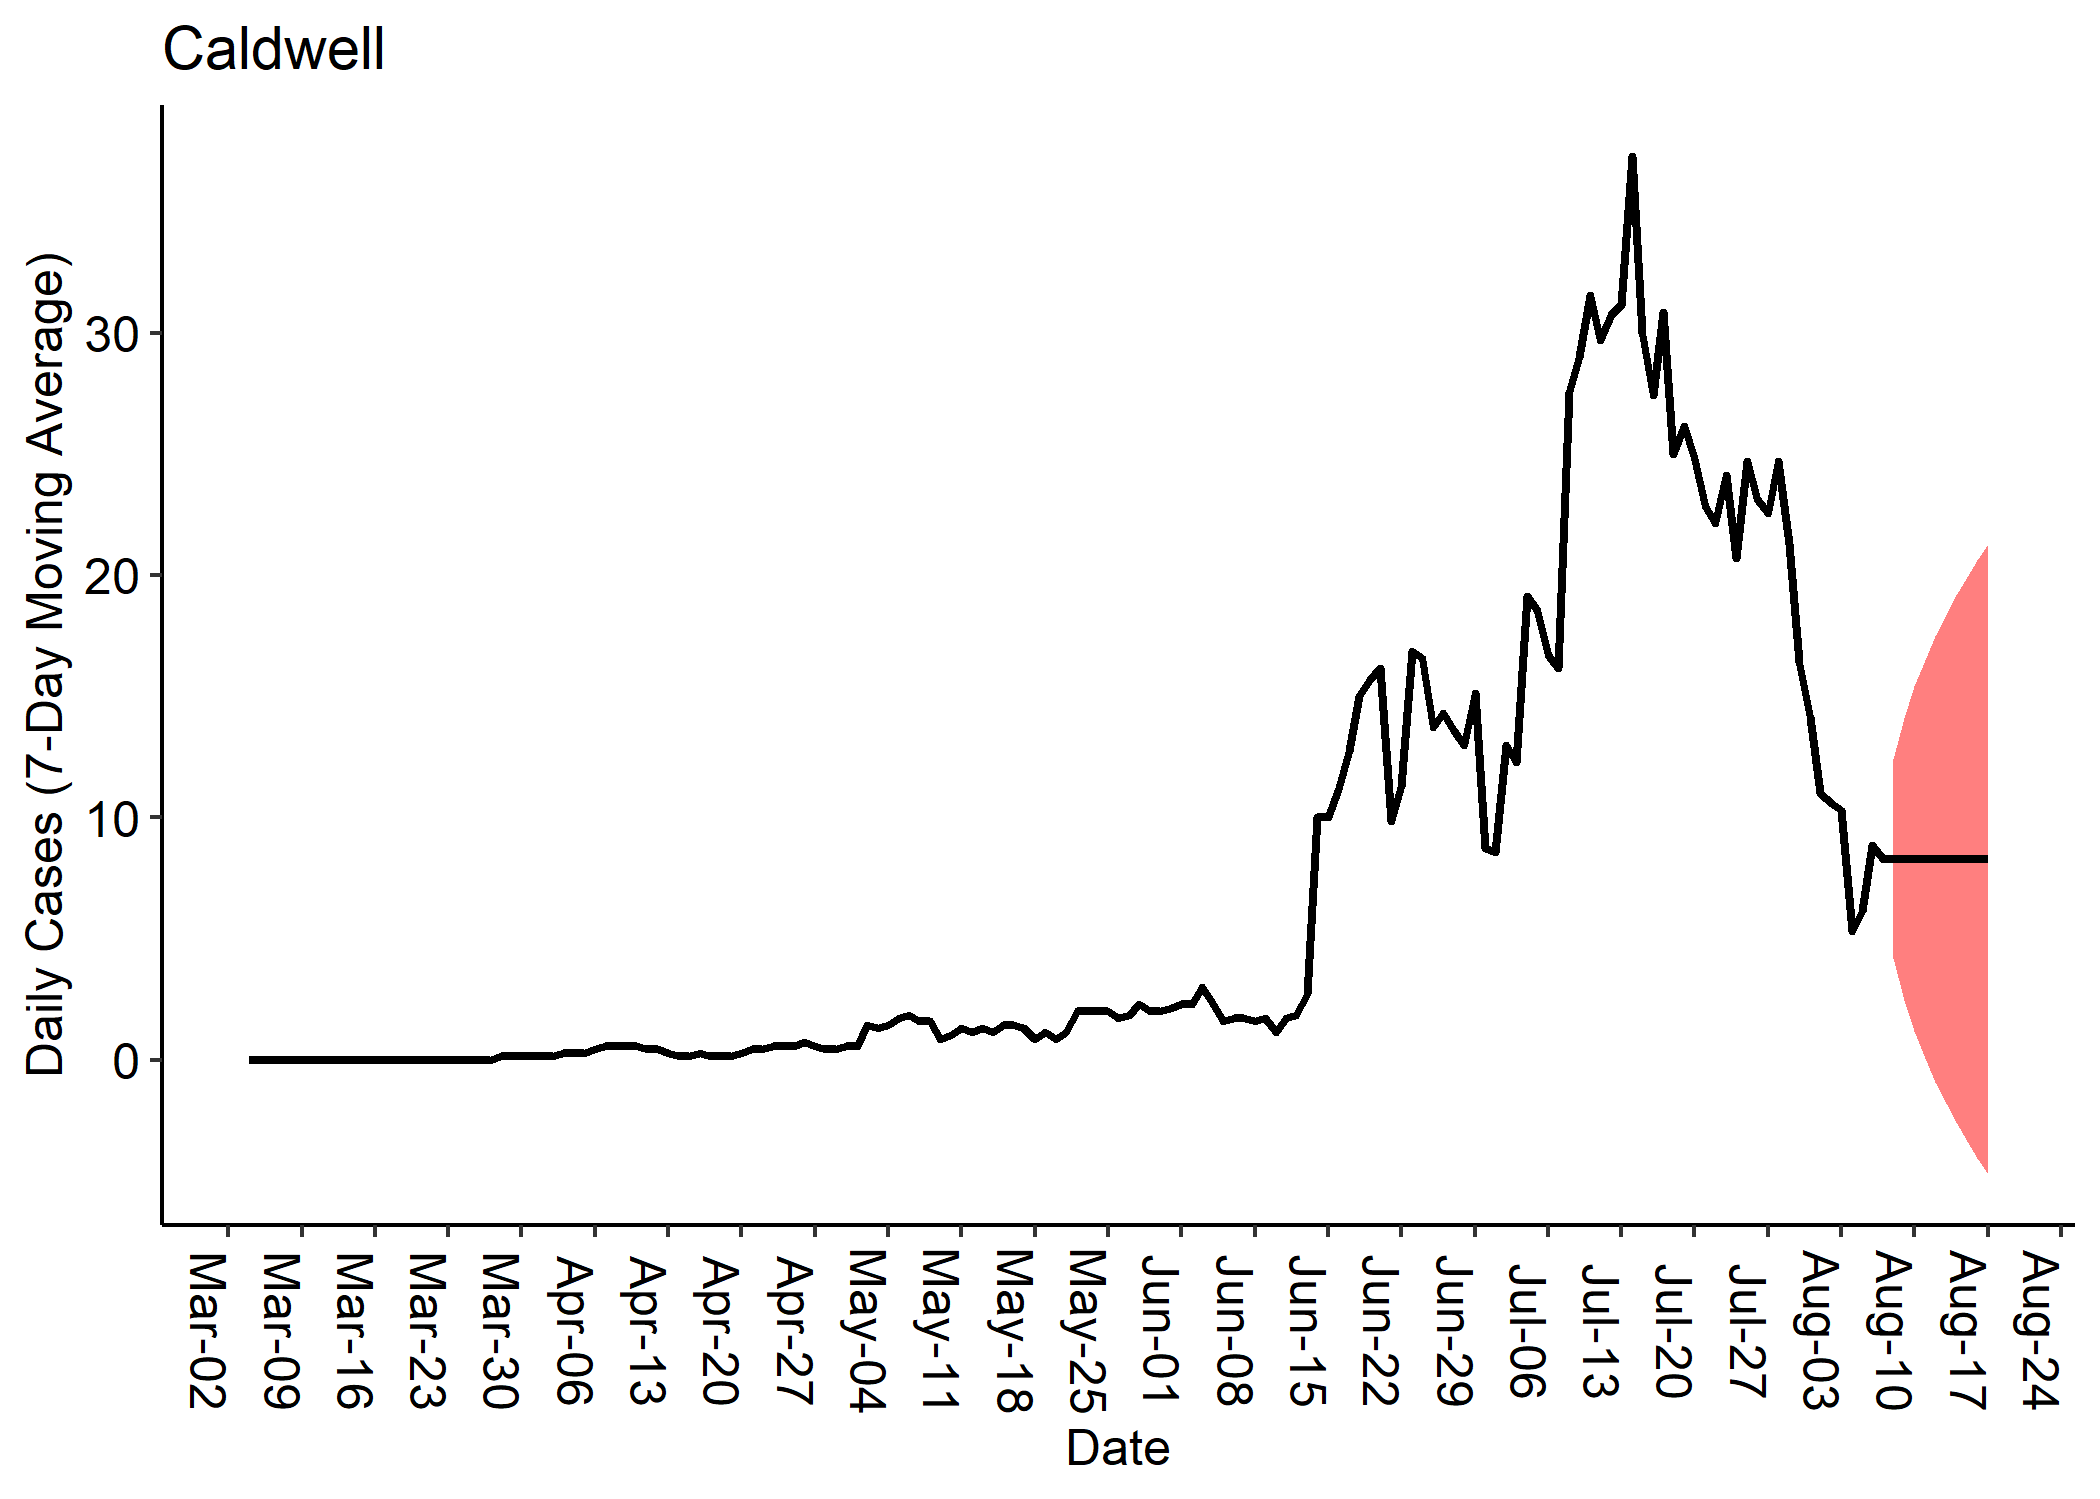 Caldwell
Daily Cases (7-Day Moving Average)
30
20
10
0
Mar-02
Mar-09
Mar-16
Mar-23
Mar-30
Apr-06
Apr-13
Apr-20
Apr-27
May-04
May-11
May-18
May-25
Jun-01
Jun-08
Jun-15
Jun-22
Jun-29
Jul-06
Jul-13
Jul-20
Jul-27
Aug-03
Aug-10
Aug-17
Aug-24
Date